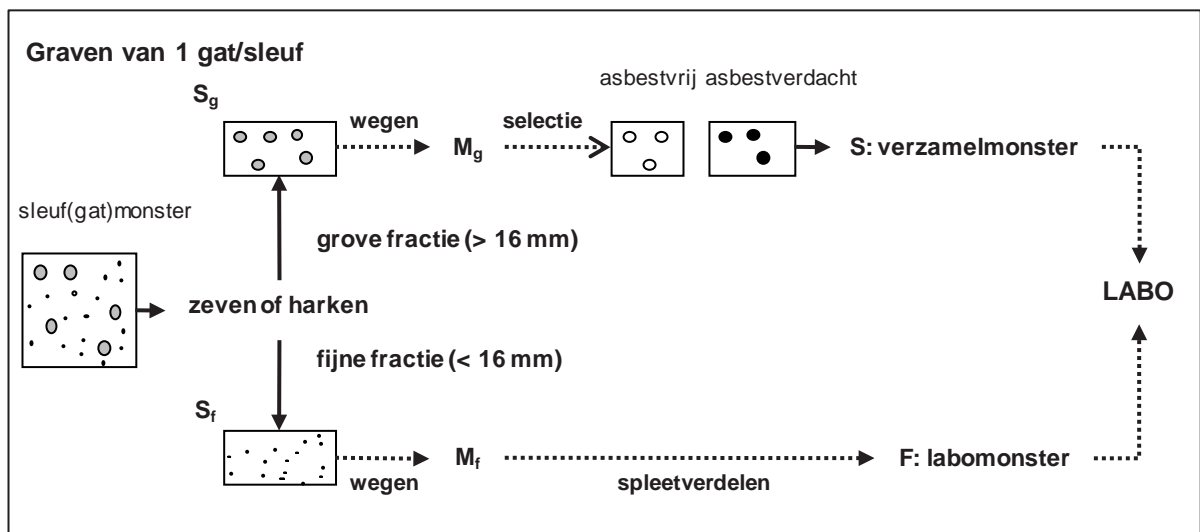 Graven van 1 gat/sleuf
asbestvrij asbestverdacht
Sg
wegen
Mg
selectie
S: verzamelmonster
sleuf(gat)monster
grove fractie (> 16 mm)
zeven of harken
LABO
fijne fractie (< 16 mm)
Sf
wegen
Mf
spleetverdelen
F: labomonster